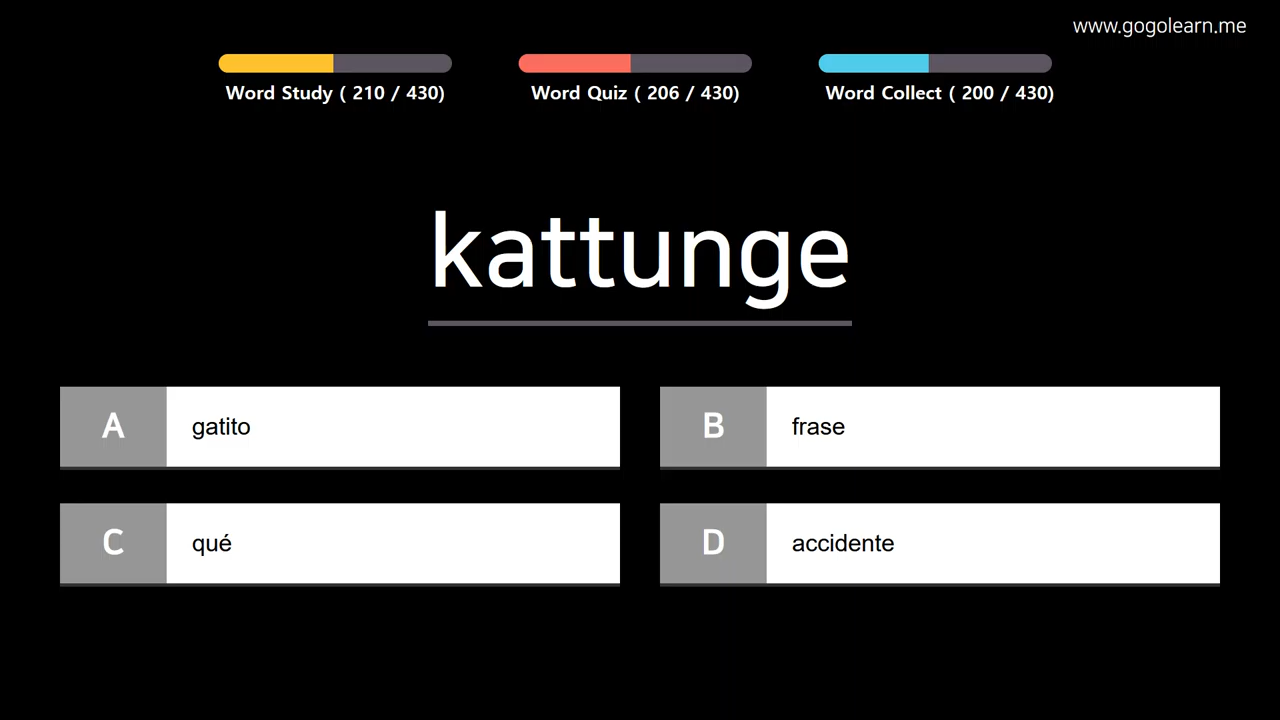 www.gogolearn.me
Word Study ( 210 / 430)
Word Quiz ( 206 / 430)
Word Collect ( 200 / 430)
kattunge
A gatito
B frase
C qué
D accidente